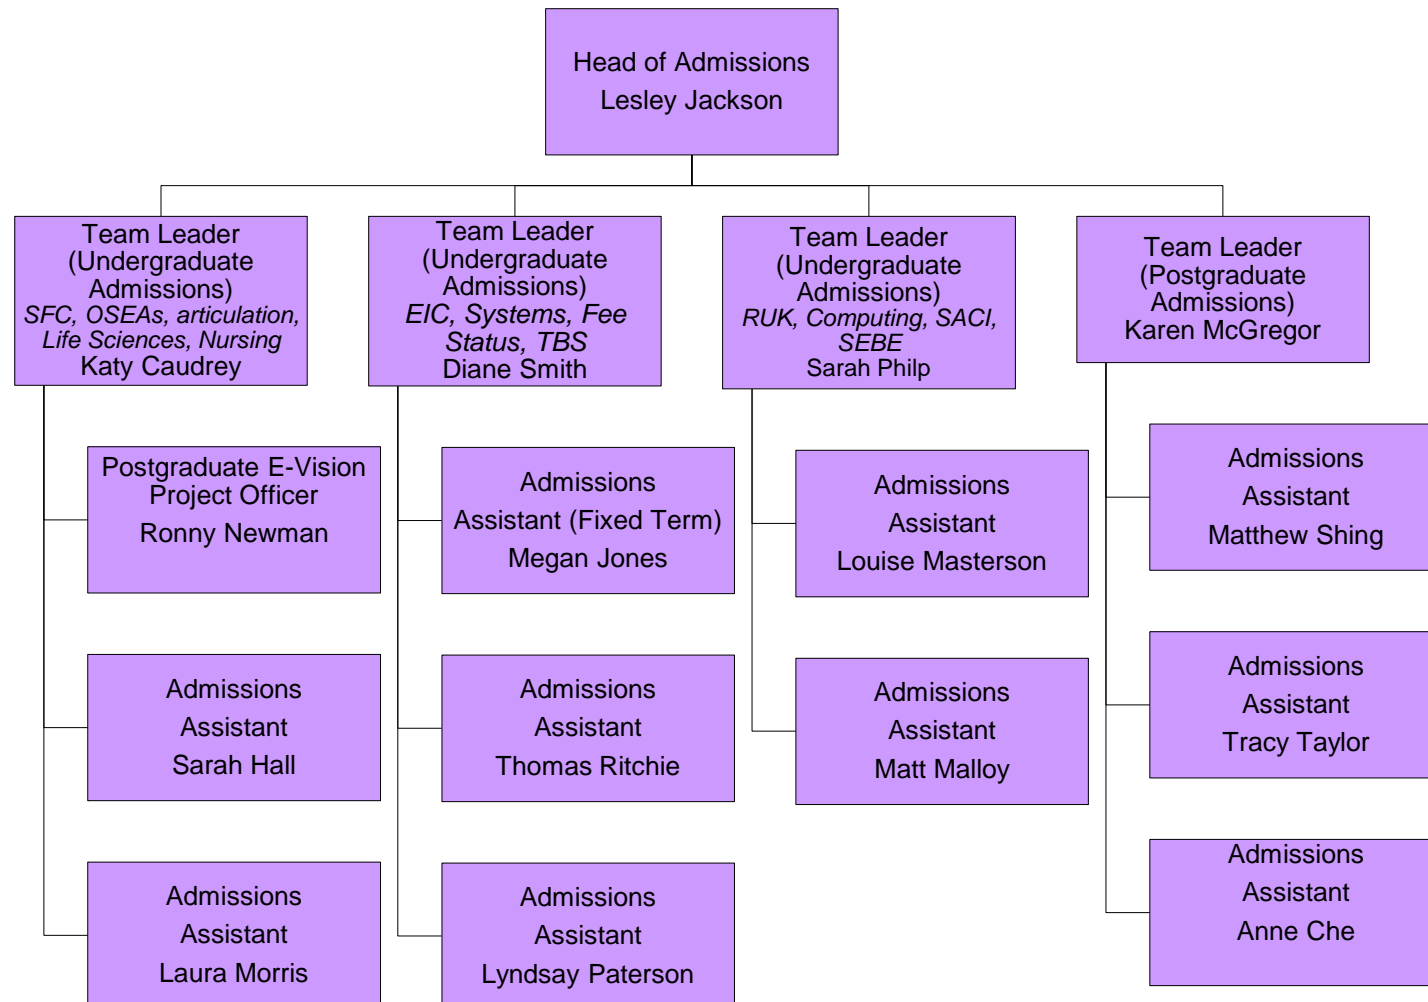 Head of Admissions
Lesley Jackson
Team Leader
(Undergraduate
Admissions)
SFC, OSEAs, articulation,
Life Sciences, Nursing
Katy Caudrey
Team Leader
(Undergraduate
Admissions)
EIC, Systems, Fee
Status, TBS
Diane Smith
Team Leader
(Undergraduate
Admissions)
RUK, Computing, SACI,
SEBE
Sarah Philp
Team Leader
(Postgraduate
Admissions)
Karen McGregor
Postgraduate E-Vision
Project Officer
Ronny Newman
Admissions
Assistant
Sarah Hall
Admissions
Assistant
Laura Morris
Admissions
Assistant (Fixed Term)
Megan Jones
Admissions
Assistant
Thomas Ritchie
Admissions
Assistant
Lyndsay Paterson
Admissions
Assistant
Louise Masterson
Admissions
Assistant
Matt Malloy
Admissions
Assistant
Matthew Shing
Admissions
Assistant
Tracy Taylor
Admissions
Assistant
Anne Che